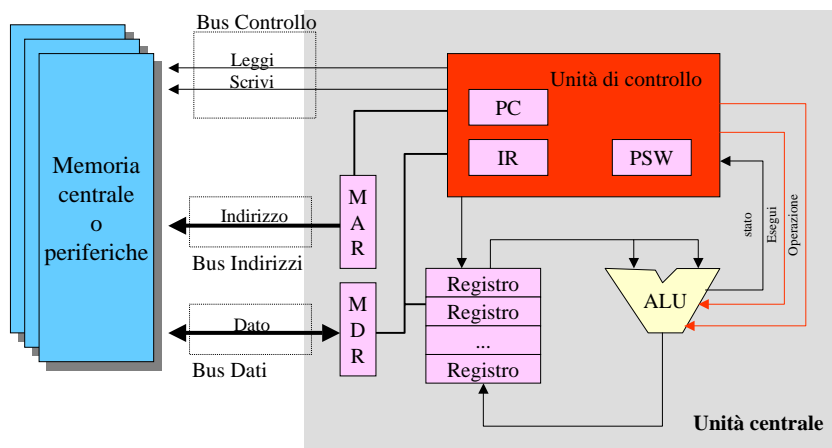 Bus Controllo
Leggi
Scrivi
Unità di controllo
PC
IR
PSW
Memoria
centrale
o
periferiche
Indirizzo
M
A
R
Bus Indirizzi
stato
Esegui
Operazione
Registro
Registro
...
Registro
ALU
Dato
M
D
R
Bus Dati
Unità centrale